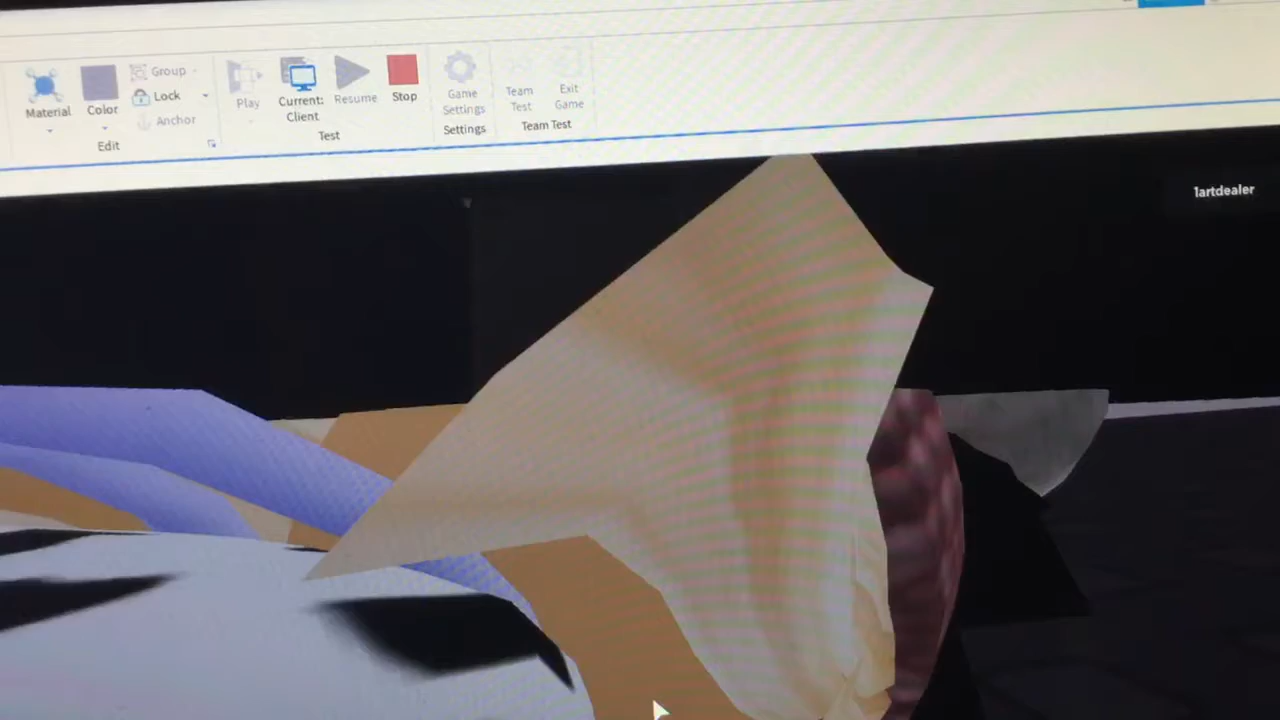 Material
Color
Group
Lock
Anchor
Edit
Play
Current:
Client
Resume
Stop
Test
Game
Settings
Settings
Team
Test
Exit
Game
Team Test
1artdealer